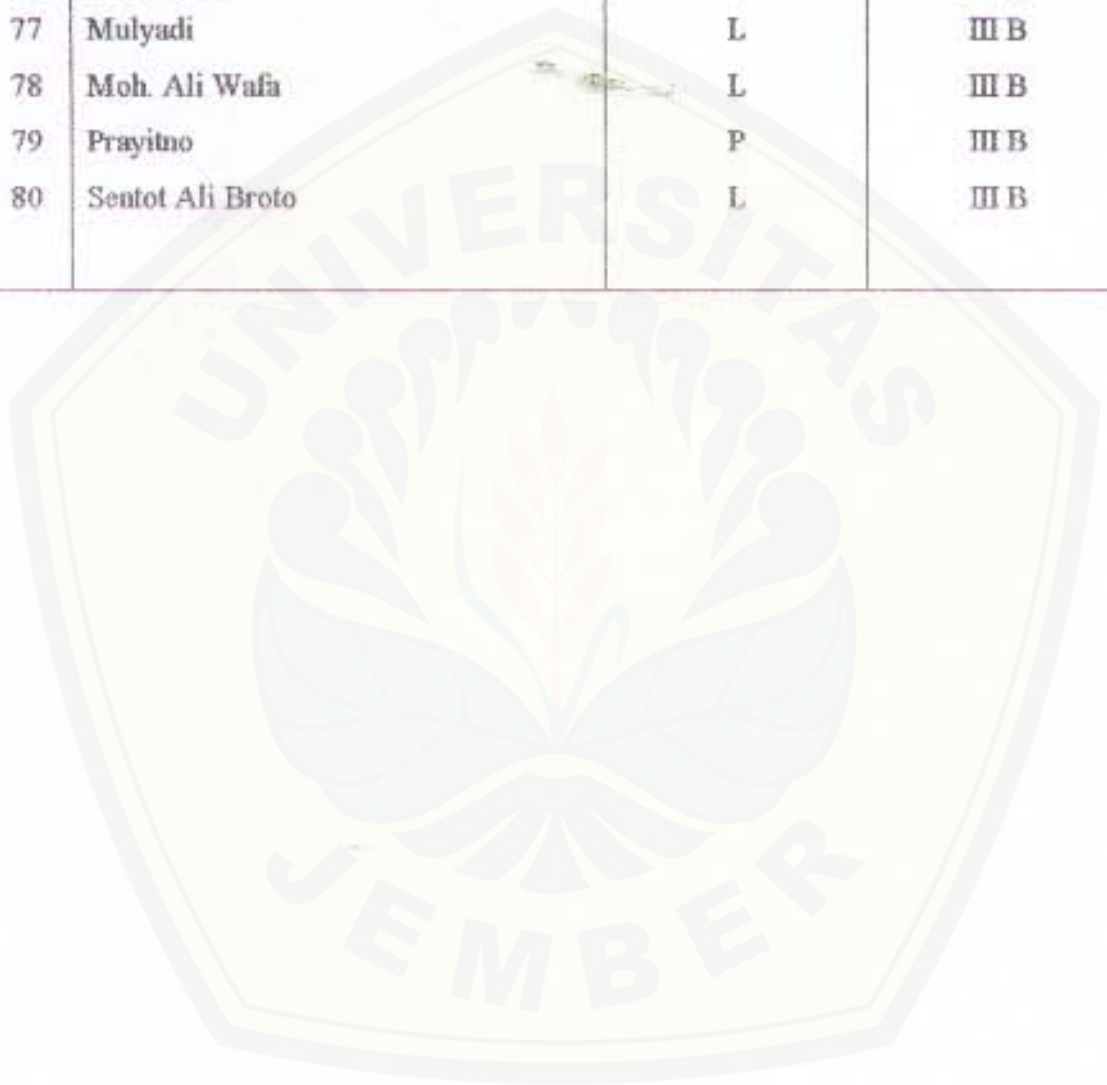 77 Mulyadi L III B
78 Moh. Ali Wafa L III B
79 Prayitno P III B
80 Sentot Ali Broto L III B
UNIVERSITAS
JEMBER